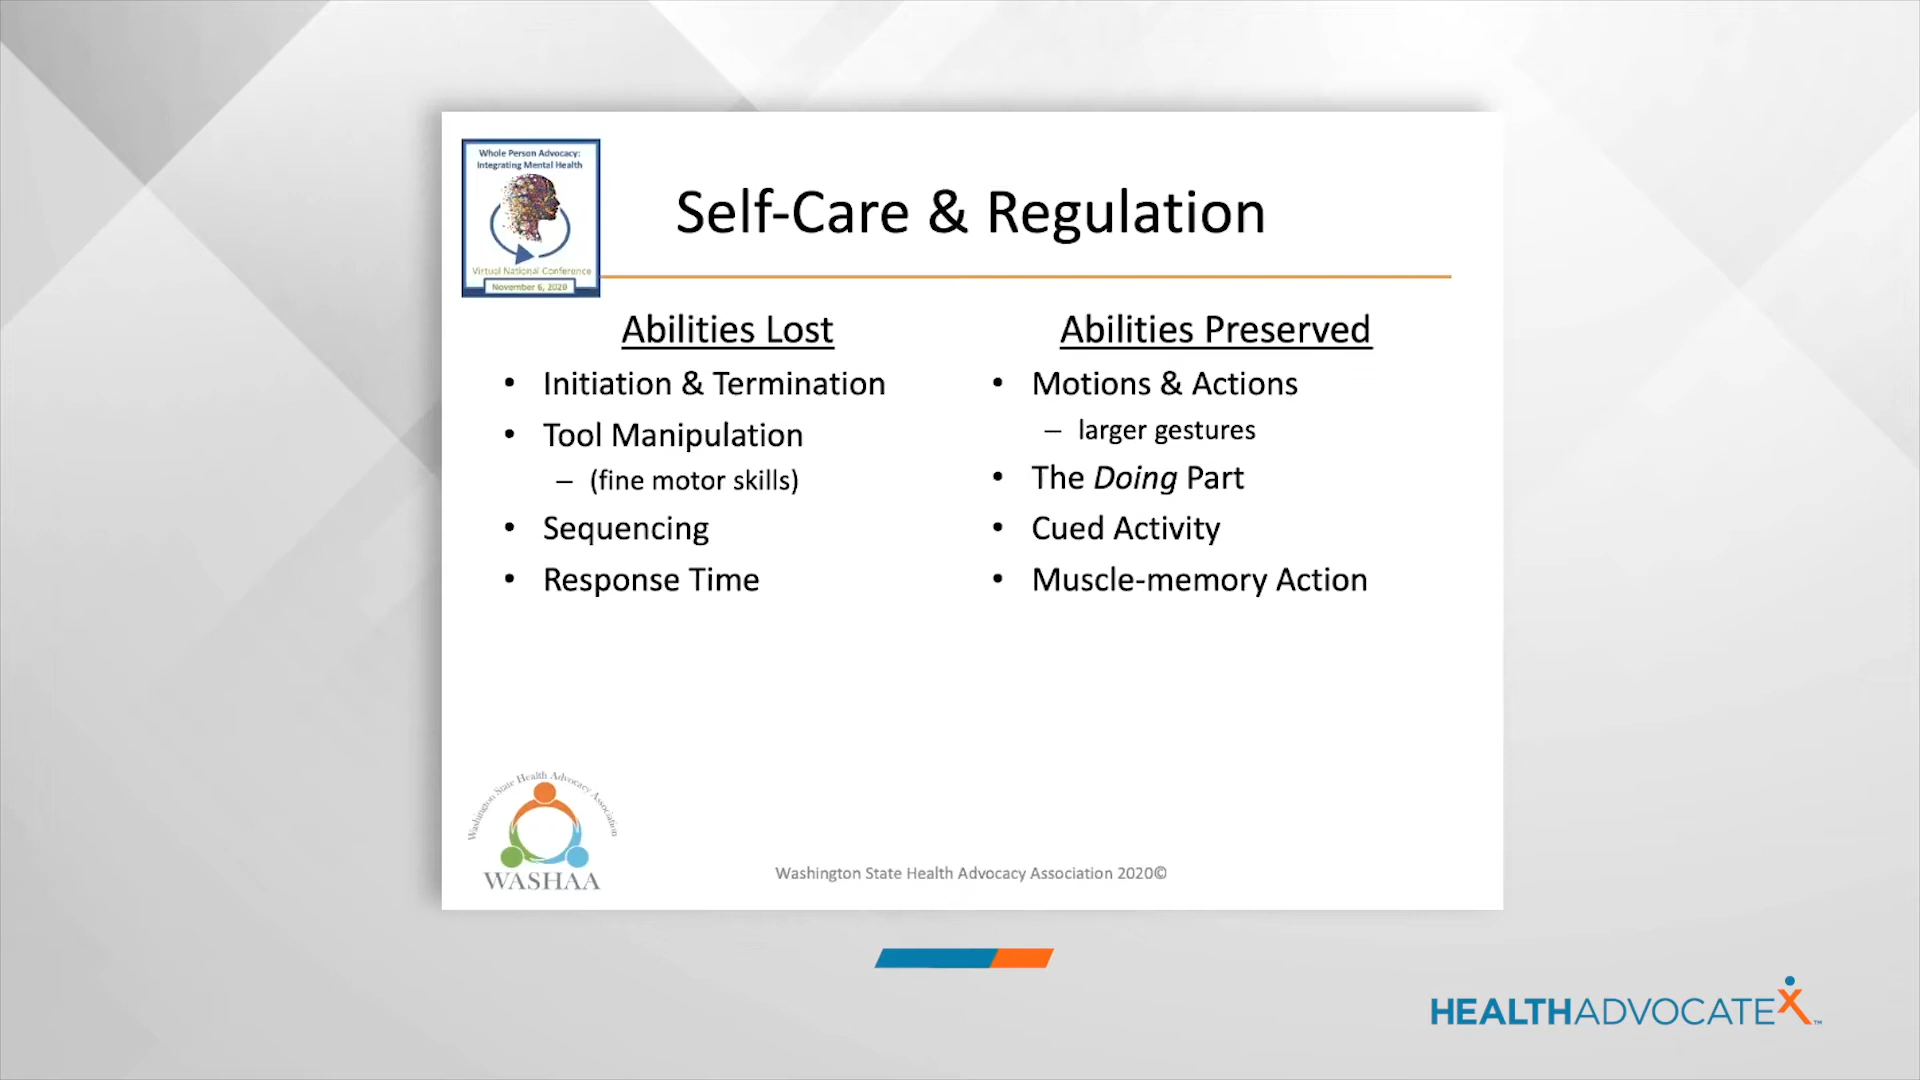 Whole Person Advocacy:
Integrating Mental Health
Virtual National Conference
November 6, 2020
Self-Care & Regulation
Abilities Lost
• Initiation & Termination
• Tool Manipulation
– (fine motor skills)
• Sequencing
• Response Time
Abilities Preserved
• Motions & Actions
– larger gestures
• The Doing Part
• Cued Activity
• Muscle-memory Action
Washington State Health Advocacy Association
WASHAA
Washington State Health Advocacy Association 2020©
HEALTHADVOCATEX™